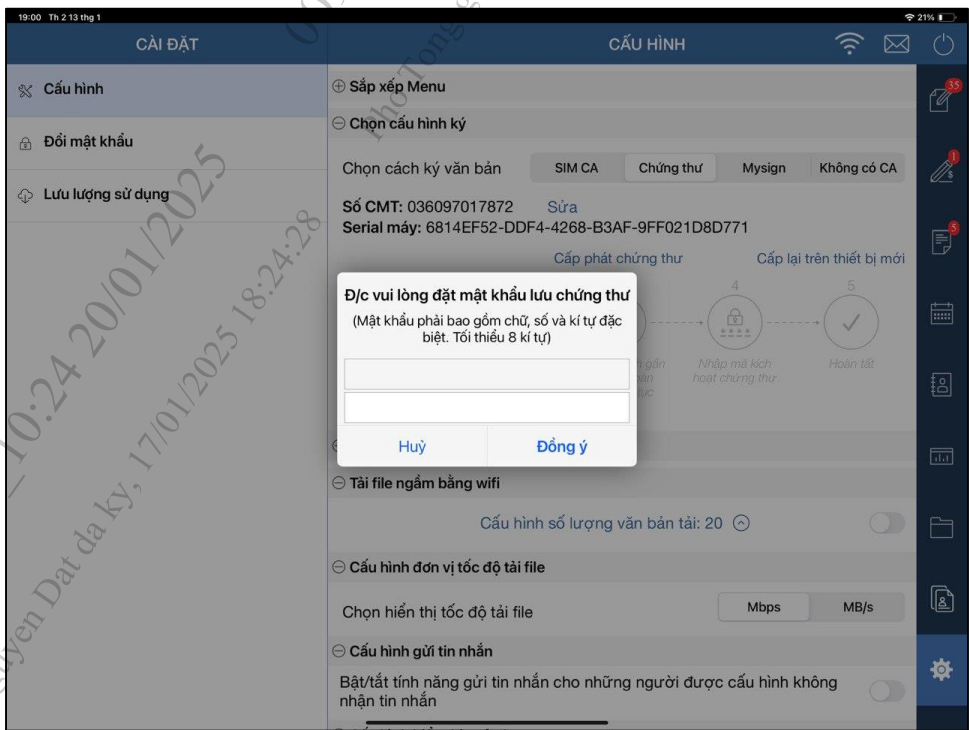 19:00 Th 2 13 thg 1
21%
CÀI ĐẶT
CẤU HÌNH
Cấu hình
Đổi mật khẩu
Lưu lượng sử dụng
Sắp xếp Menu
Chọn cấu hình ký
Chọn cách ký văn bản
SIM CA
Chứng thư
Mysign
Không có CA
Số CMT: 036097017872 Sửa
Serial máy: 6814EF52-DDF4-4268-B3AF-9FF021D8D771
Cấp phát chứng thư
Cấp lại trên thiết bị mới
4
5
Nhập mã kích
hoạt chứng thư
Hoàn tất
Đ/c vui lòng đặt mật khẩu lưu chứng thư
(Mật khẩu phải bao gồm chữ, số và kí tự đặc
biệt. Tối thiểu 8 kí tự)
Huỷ
Đồng ý
Tải file ngầm bằng wifi
Cấu hình số lượng văn bản tải: 20
Cấu hình đơn vị tốc độ tải file
Chọn hiển thị tốc độ tải file
Mbps
MB/s
Cấu hình gửi tin nhắn
Bật/tắt tính năng gửi tin nhắn cho những người được cấu hình không
nhận tin nhắn
35
1
5
10:24 20/01/2025
Dat da ky, 17/01/2025 18:24:28
Pho Tong